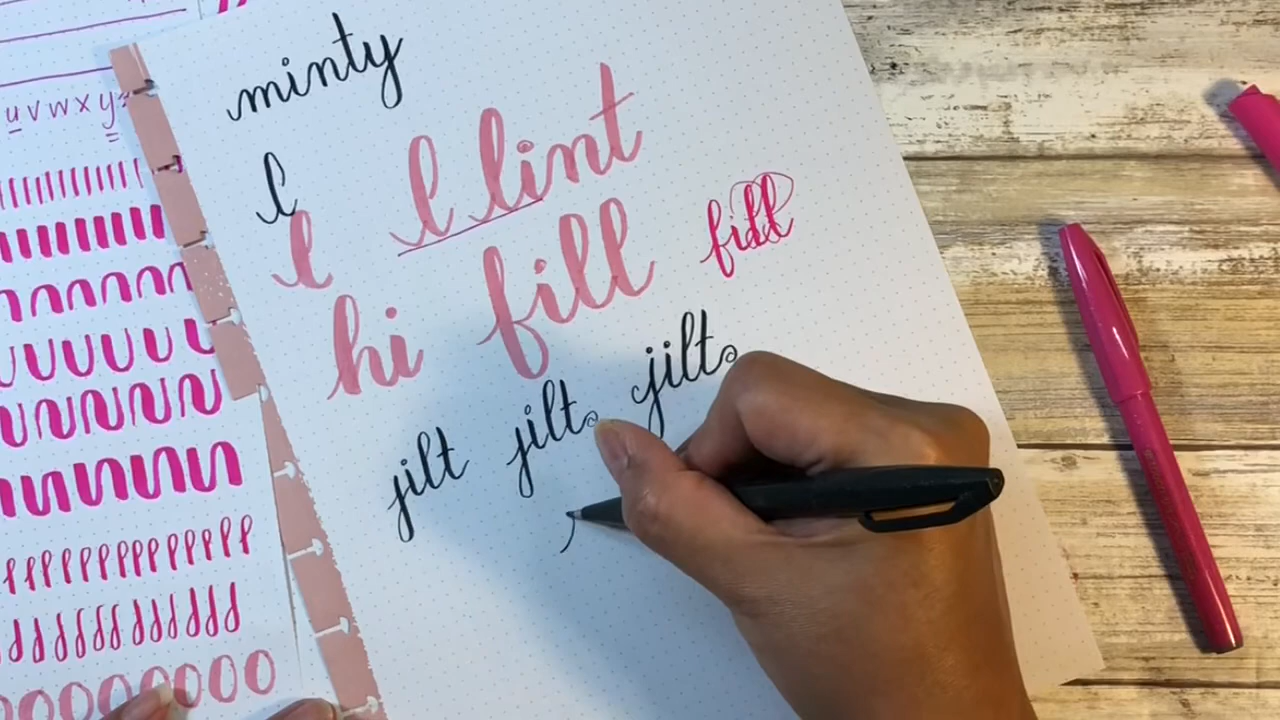 u v w x y z
minty
l
l
l lint
hi fill fill
jilt jilt jilt